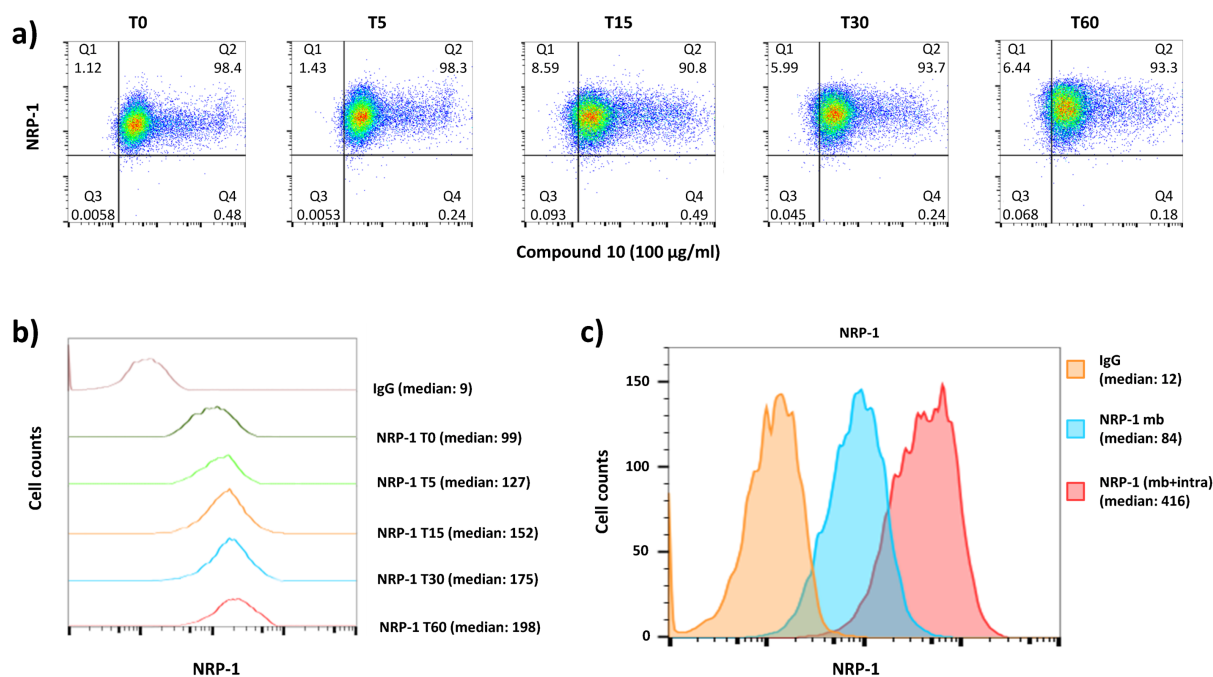 a)
T0
T5
T15
T30
T60
Q1
1.12
Q2
98.4
Q3
0.0058
Q4
0.48
Q1
1.43
Q2
98.3
Q3
0.0053
Q4
0.24
Q1
8.59
Q2
90.8
Q3
0.093
Q4
0.49
Q1
5.99
Q2
93.7
Q3
0.045
Q4
0.24
Q1
6.44
Q2
93.3
Q3
0.068
Q4
0.18
NRP-1
Compound 10 (100 µg/ml)
b)
Cell counts
IgG (median: 9)
NRP-1 T0 (median: 99)
NRP-1 T5 (median: 127)
NRP-1 T15 (median: 152)
NRP-1 T30 (median: 175)
NRP-1 T60 (median: 198)
NRP-1
c)
NRP-1
Cell counts
150
100
50
0
NRP-1
IgG
(median: 12)
NRP-1 mb
(median: 84)
NRP-1 (mb+intra)
(median: 416)